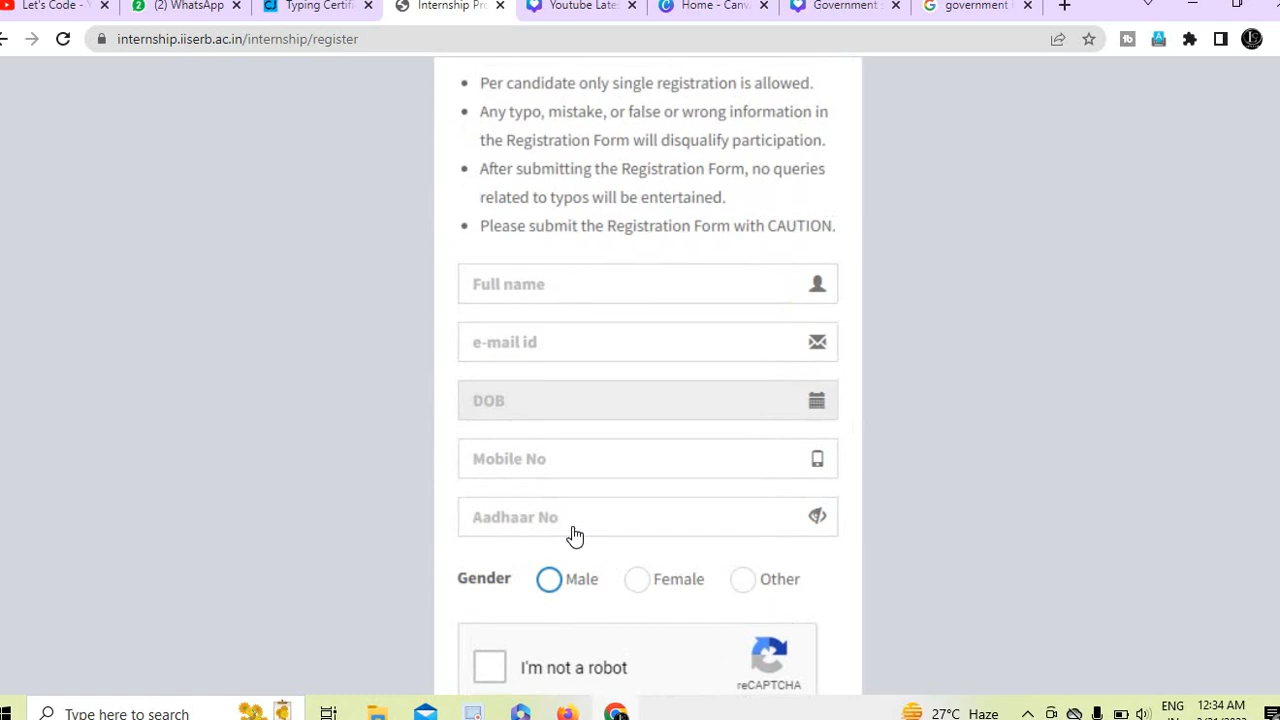 Let's Code - Y
(2) WhatsApp
Typing Certifi
Internship Pro
Youtube Late
Home - Canv
Government
government
internship.iiserb.ac.in/internship/register
Per candidate only single registration is allowed.
Any typo, mistake, or false or wrong information in
the Registration Form will disqualify participation.
After submitting the Registration Form, no queries
related to typos will be entertained.
Please submit the Registration Form with CAUTION.
Full name
e-mail id
DOB
Mobile No
Aadhaar No
Gender Male Female Other
I'm not a robot
reCAPTCHA
Type here to search
27°C Haze
ENG
12:34 AM
IN